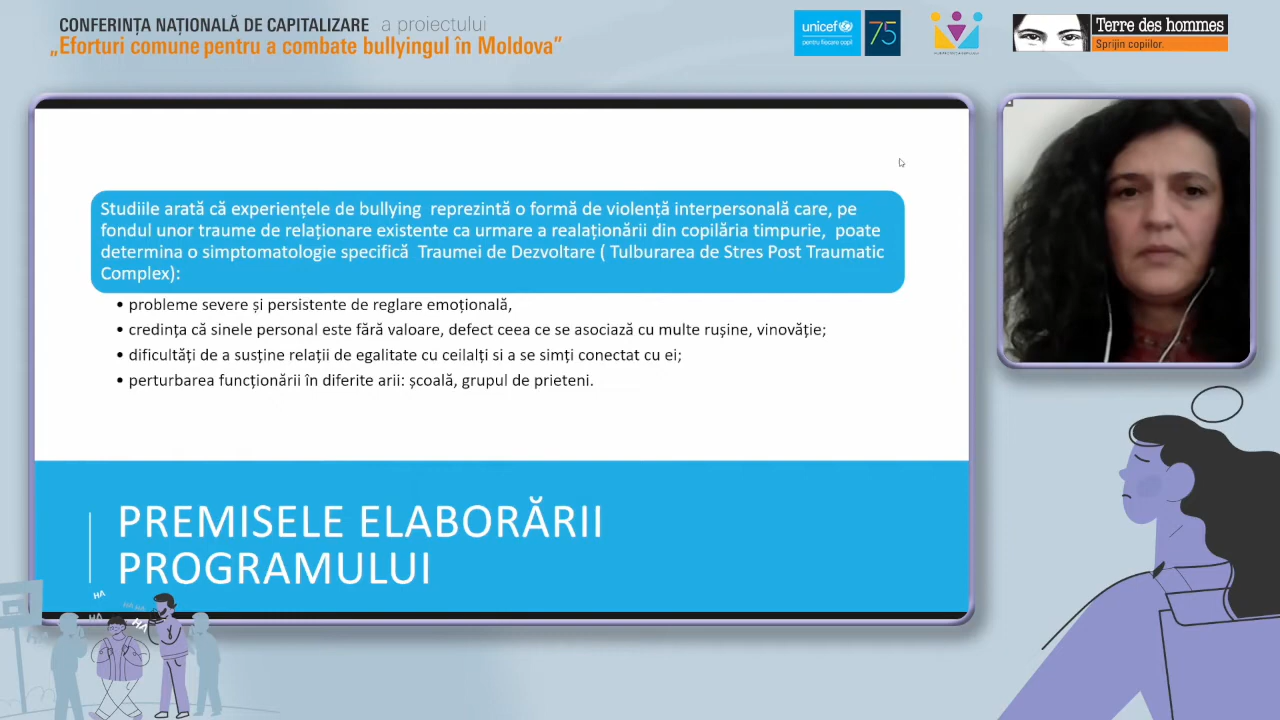 CONFERINȚA NAȚIONALĂ DE CAPITALIZARE a proiectului
„Eforturi comune pentru a combate bullyingul în Moldova”
unicef
pentru fiecare copil
75
Terre des hommes
Sprijin copiilor.
Studiile arată că experiențele de bullying reprezintă o formă de violență interpersonală care, pe
fondul unor traume de relaționare existente ca urmare a realaționării din copilăria timpurie, poate
determina o simptomatologie specifică Traumei de Dezvoltare ( Tulburarea de Stres Post Traumatic
Complex):
• probleme severe și persistente de reglare emoțională,
• credința că sinele personal este fără valoare, defect ceea ce se asociază cu multe rușine, vinovăție;
• dificultăți de a susține relații de egalitate cu ceilalți si a se simți conectat cu ei;
• perturbarea funcționării în diferite arii: școală, grupul de prieteni.
PREMISELE ELABORĂRII
PROGRAMULUI
HA
HA HA
HA
HA